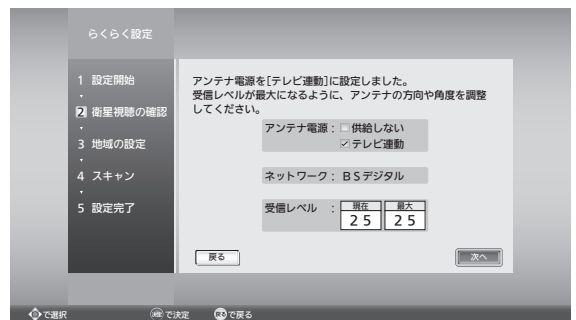 らくらく設定
1 設定開始
2 衛星視聴の確認
3 地域の設定
4 スキャン
5 設定完了
アンテナ電源を[テレビ連動]に設定しました。
受信レベルが最大になるように、アンテナの方向や角度を調整
してください。
アンテナ電源： 供給しない
テレビ連動
ネットワーク： BSデジタル
受信レベル ： 現在 最大
25 25
戻る 次へ
で選択 決定 で決定 戻る で戻る